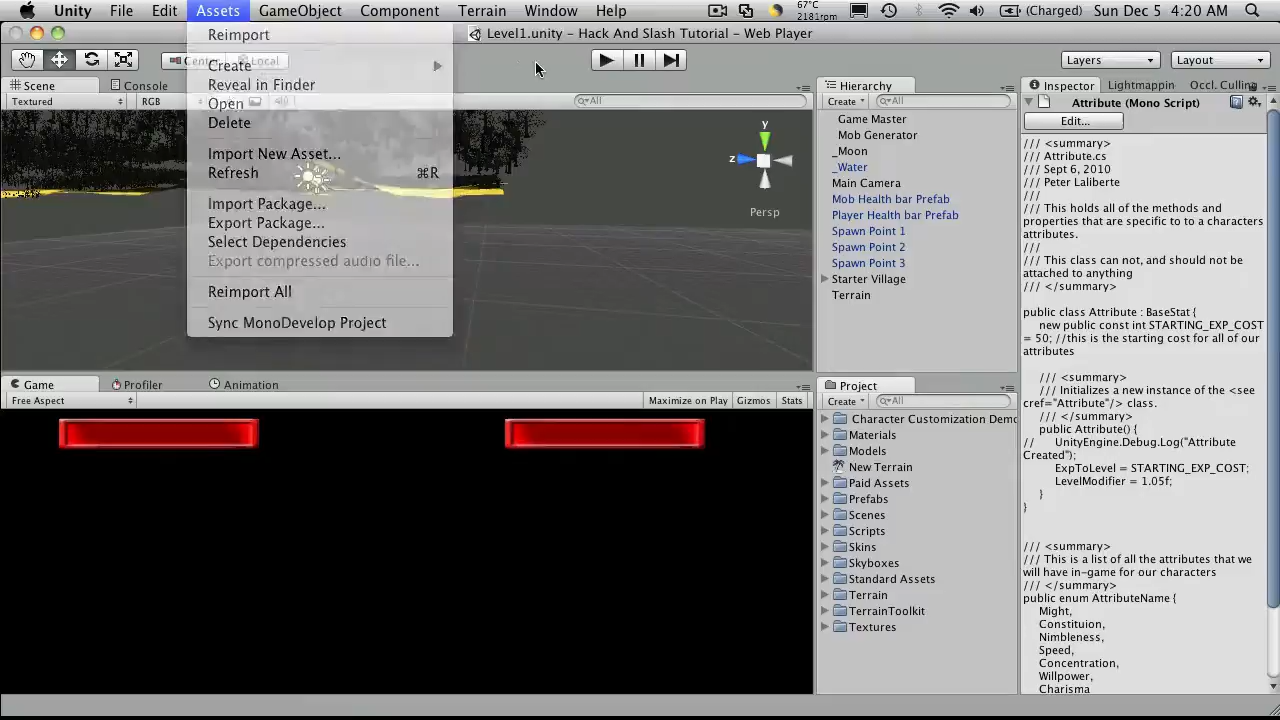 Unity File Edit Assets GameObject Component Terrain Window Help 67°C 2181rpm (Charged) Sun Dec 5 4:20 AM
Level1.unity – Hack And Slash Tutorial – Web Player
Reimport
Create
Reveal in Finder
Open
Delete
Import New Asset...
Refresh ⌘R
Import Package...
Export Package...
Select Dependencies
Export compressed audio file...
Reimport All
Sync MonoDevelop Project
Center Local
Layers Layout
Scene Console
Textured RGB All
y
z
Persp
Game Profiler Animation
Free Aspect Maximize on Play Gizmos Stats
Hierarchy
Create All
Game Master
Mob Generator
_Moon
_Water
Main Camera
Mob Health bar Prefab
Player Health bar Prefab
Spawn Point 1
Spawn Point 2
Spawn Point 3
Starter Village
Terrain
Project
Create All
Character Customization Demo
Materials
Models
New Terrain
Paid Assets
Prefabs
Scenes
Scripts
Skins
Skyboxes
Standard Assets
Terrain
TerrainToolkit
Textures
Inspector Lightmappin Occl. Culling
Attribute (Mono Script)
Edit...
/// <summary>
/// Attribute.cs
/// Sept 6, 2010
/// Peter Laliberte
///
/// This holds all of the methods and
properties that are specific to to a characters
attributes.
///
/// This class can not, and should not be
attached to anything
/// </summary>
public class Attribute : BaseStat {
new public const int STARTING_EXP_COST
= 50; //this is the starting cost for all of our
attributes
/// <summary>
/// Initializes a new instance of the <see
cref="Attribute"/> class.
/// </summary>
public Attribute() {
// UnityEngine.Debug.Log("Attribute
Created");
ExpToLevel = STARTING_EXP_COST;
LevelModifier = 1.05f;
}
}
/// <summary>
/// This is a list of all the attributes that we
will have in-game for our characters
/// </summary>
public enum AttributeName {
Might,
Constituion,
Nimbleness,
Speed,
Concentration,
Willpower,
Charisma